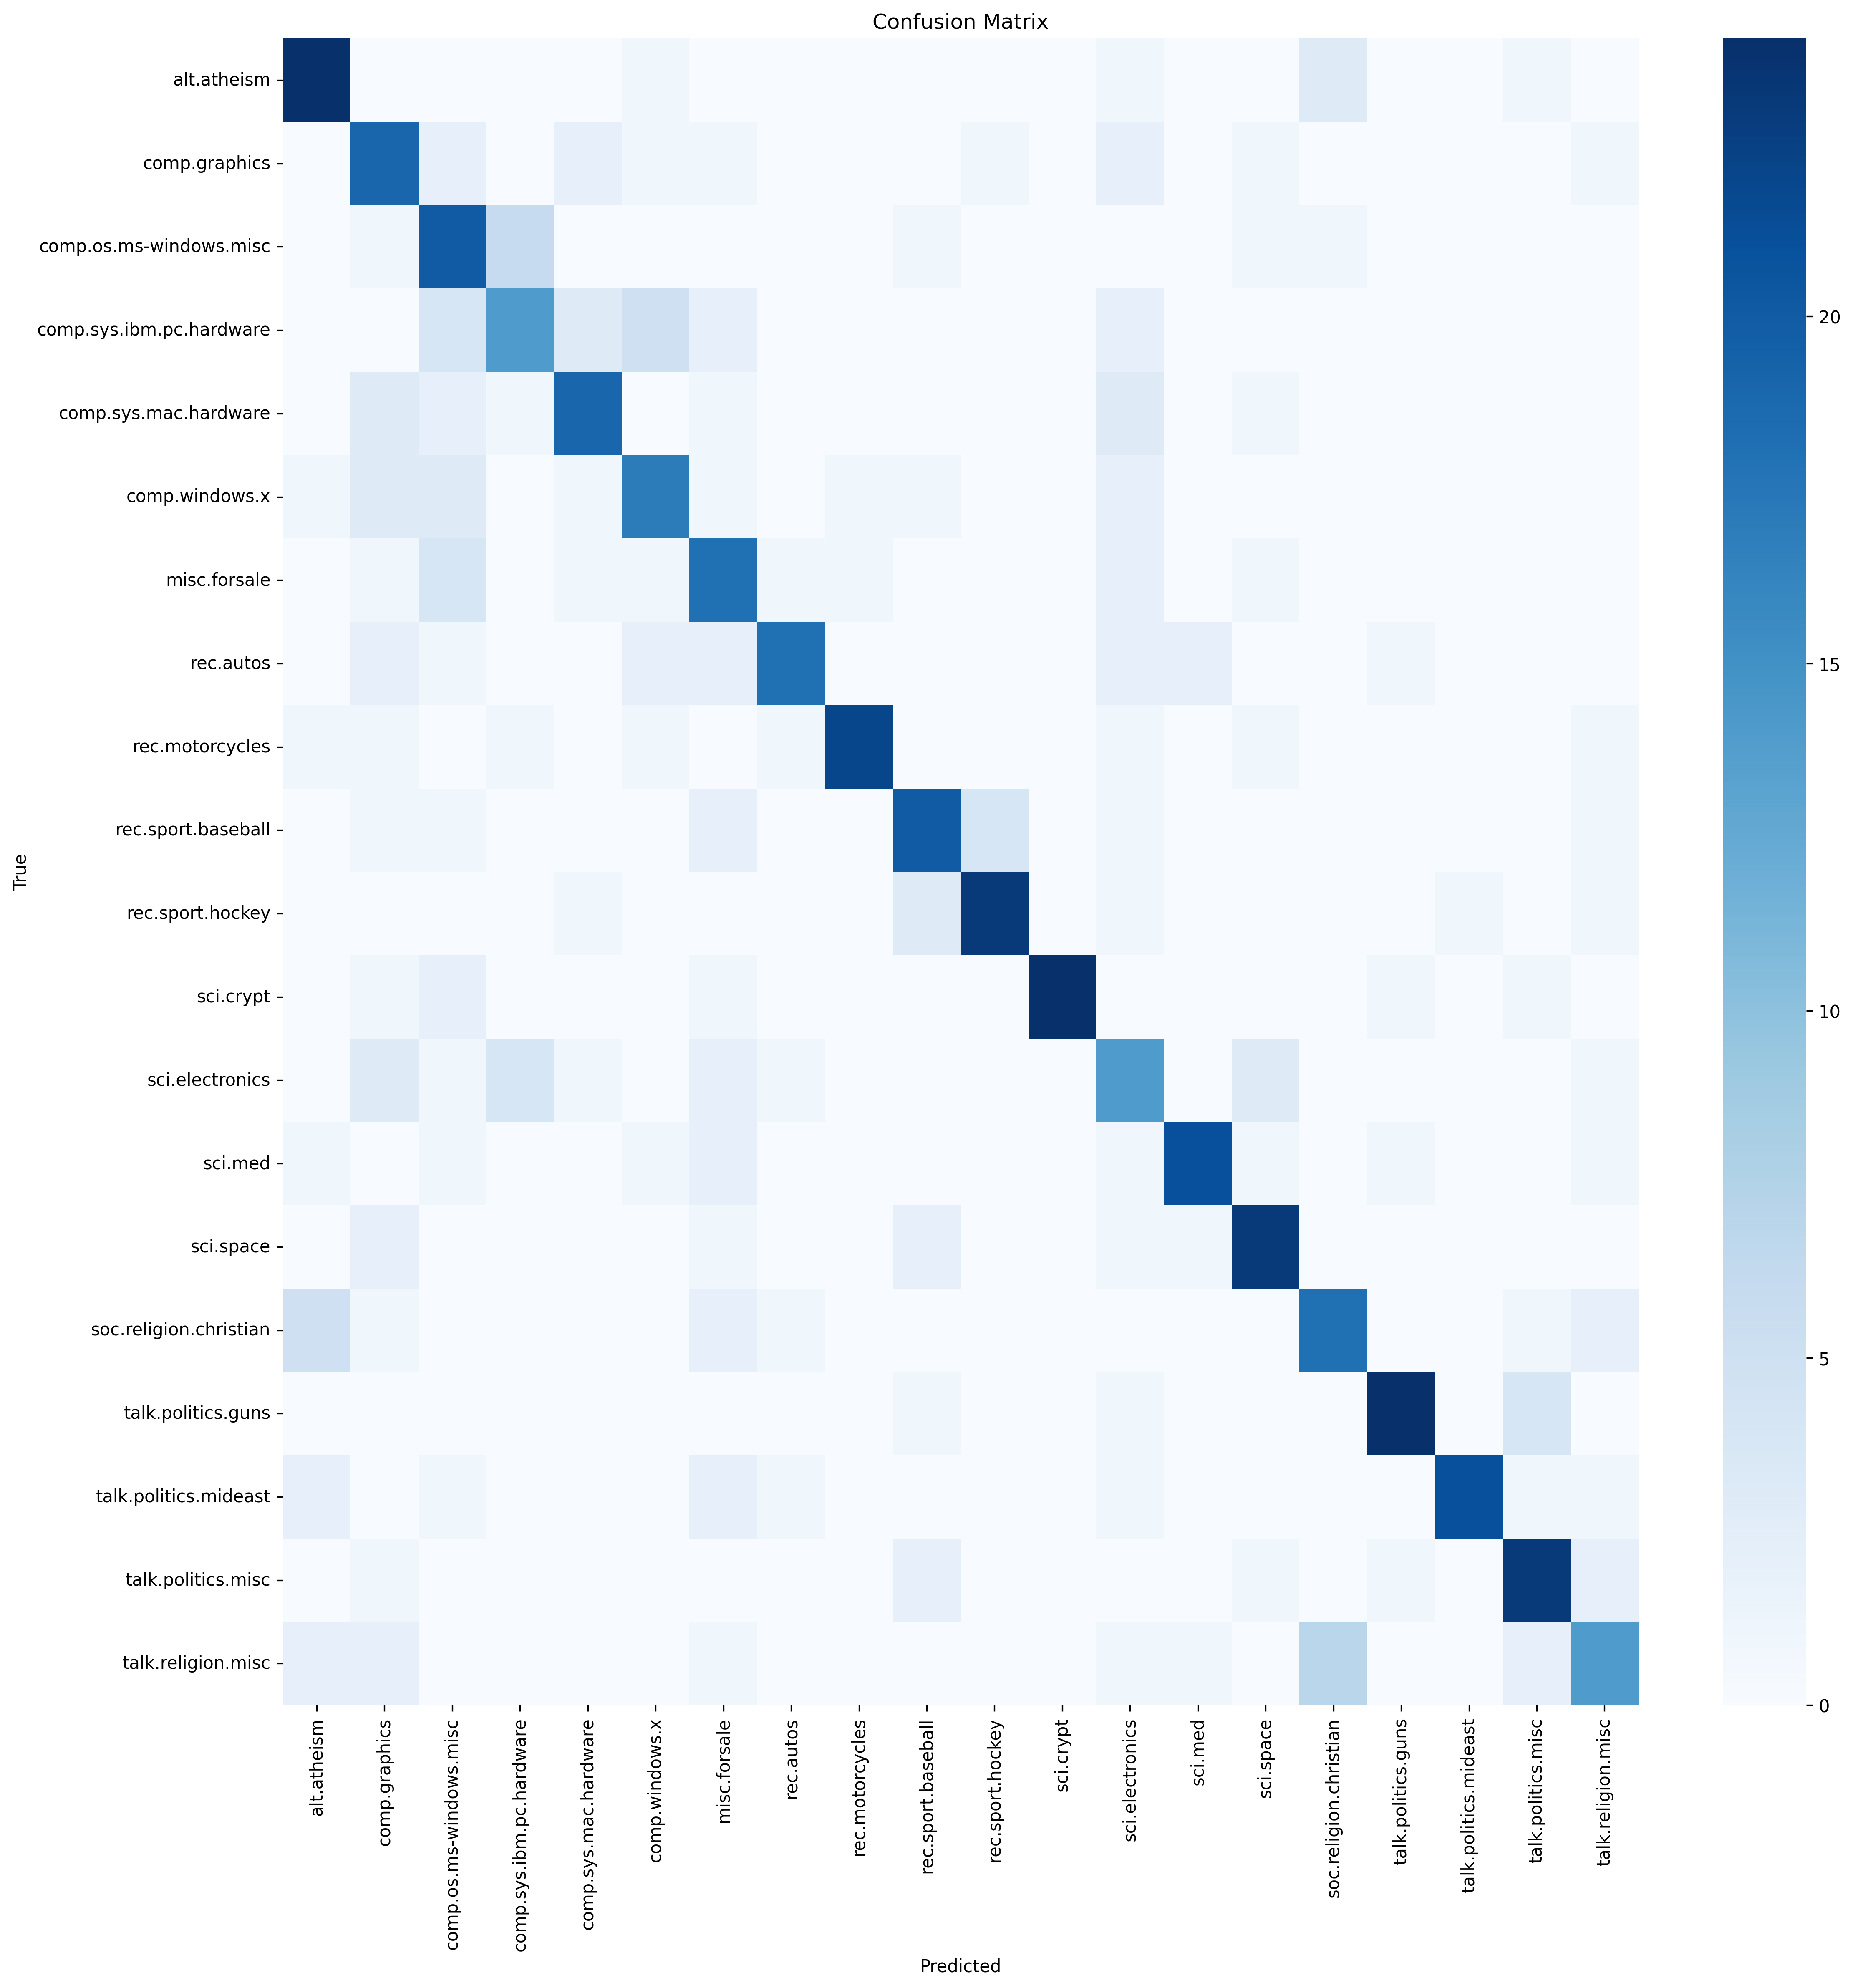 Confusion Matrix
True
alt.atheism
comp.graphics
comp.os.ms-windows.misc
comp.sys.ibm.pc.hardware
comp.sys.mac.hardware
comp.windows.x
misc.forsale
rec.autos
rec.motorcycles
rec.sport.baseball
rec.sport.hockey
sci.crypt
sci.electronics
sci.med
sci.space
soc.religion.christian
talk.politics.guns
talk.politics.mideast
talk.politics.misc
talk.religion.misc
alt.atheism
comp.graphics
comp.os.ms-windows.misc
comp.sys.ibm.pc.hardware
comp.sys.mac.hardware
comp.windows.x
misc.forsale
rec.autos
rec.motorcycles
rec.sport.baseball
rec.sport.hockey
sci.crypt
sci.electronics
sci.med
sci.space
soc.religion.christian
talk.politics.guns
talk.politics.mideast
talk.politics.misc
talk.religion.misc
Predicted
20
15
10
5
0